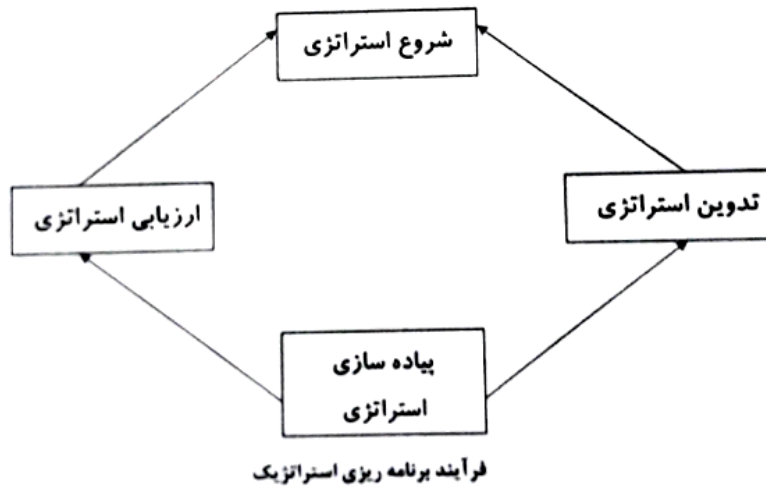 شروع استراتژی
تدوین استراتژی
ارزیابی استراتژی
پیاده سازی
استراتژی
فرآیند برنامه ریزی استراتژیک